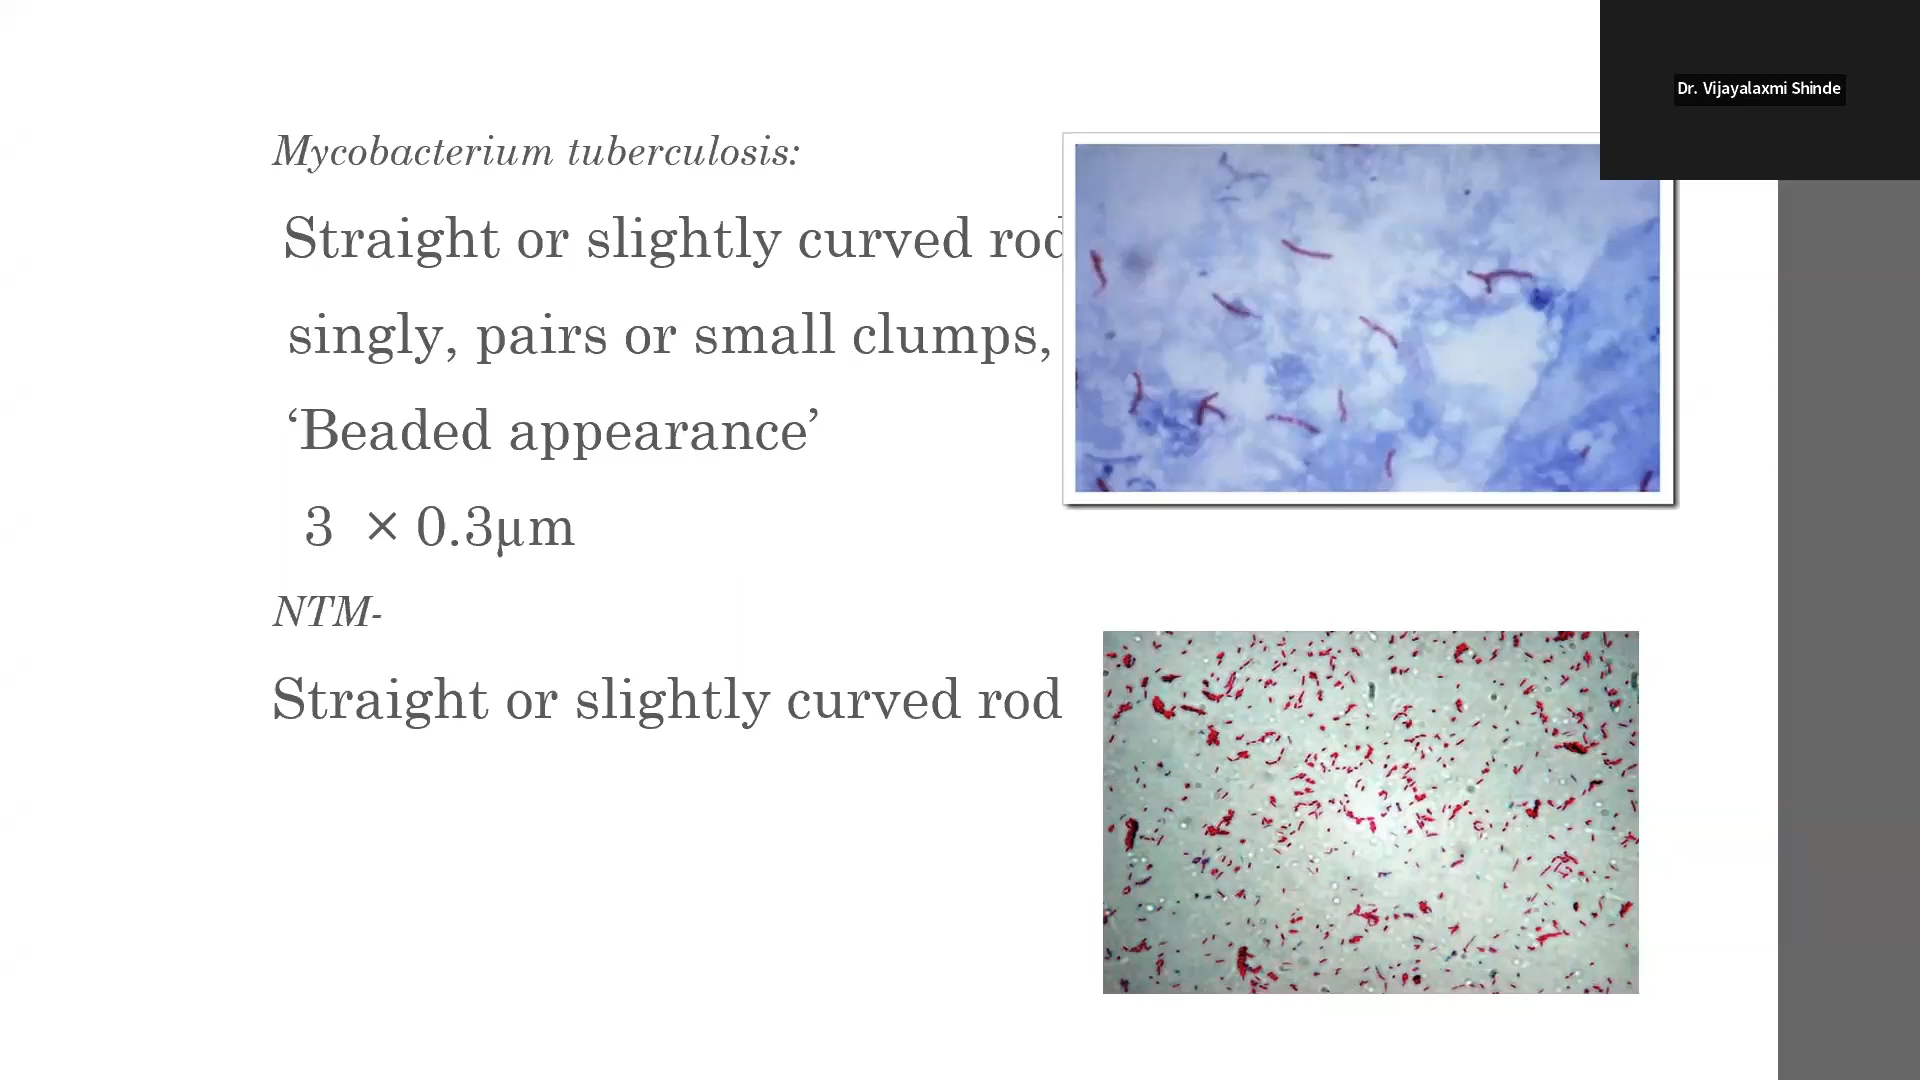 Dr. Vijayalaxmi Shinde
Mycobacterium tuberculosis:
Straight or slightly curved rod
singly, pairs or small clumps,
‘Beaded appearance’
3 × 0.3µm
NTM-
Straight or slightly curved rod